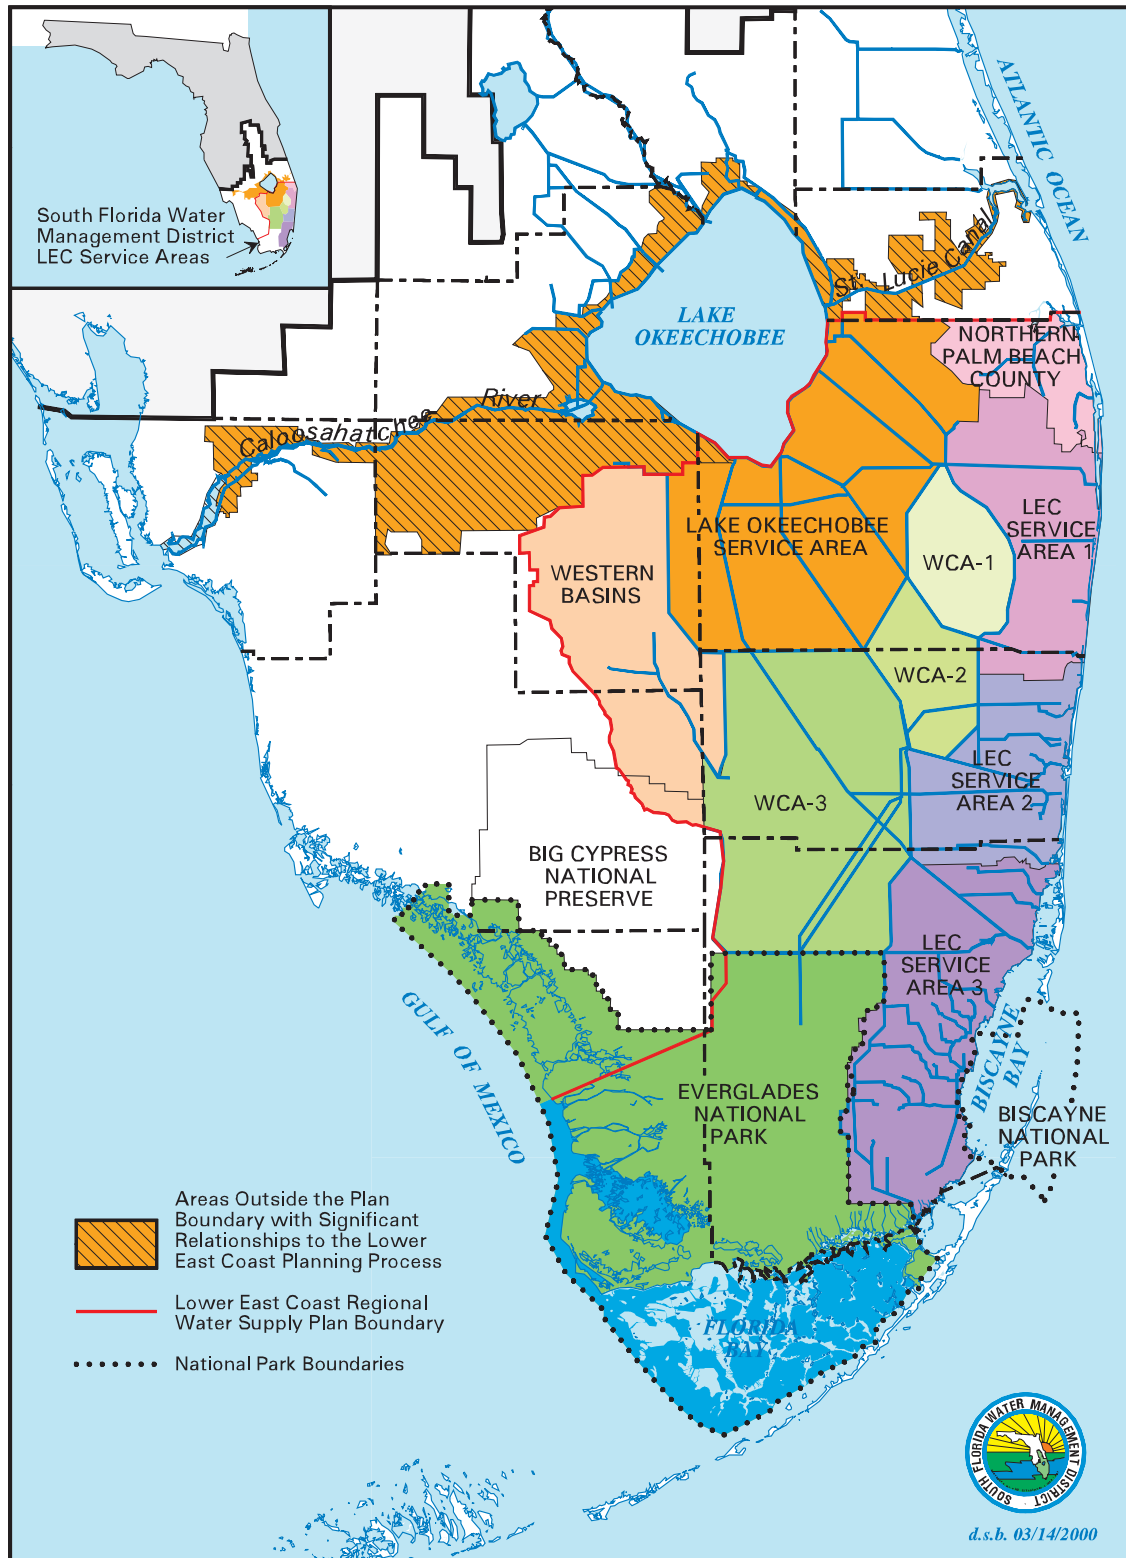 South Florida Water
Management District
LEC Service Areas
ATLANTIC OCEAN
St. Lucie Canal
LAKE
OKEECHOBEE
NORTHERN
PALM BEACH
COUNTY
Caloosahatchee River
LAKE OKEECHOBEE
SERVICE AREA
LEC
SERVICE
AREA 1
WCA-1
WESTERN
BASINS
WCA-2
LEC
SERVICE
AREA 2
WCA-3
BIG CYPRESS
NATIONAL
PRESERVE
LEC
SERVICE
AREA 3
GULF OF MEXICO
BISCAYNE
BAY
EVERGLADES
NATIONAL
PARK
BISCAYNE
NATIONAL
PARK
Areas Outside the Plan
Boundary with Significant
Relationships to the Lower
East Coast Planning Process
Lower East Coast Regional
Water Supply Plan Boundary
National Park Boundaries
FLORIDA
BAY
SOUTH FLORIDA WATER MANAGEMENT DISTRICT
d.s.b. 03/14/2000